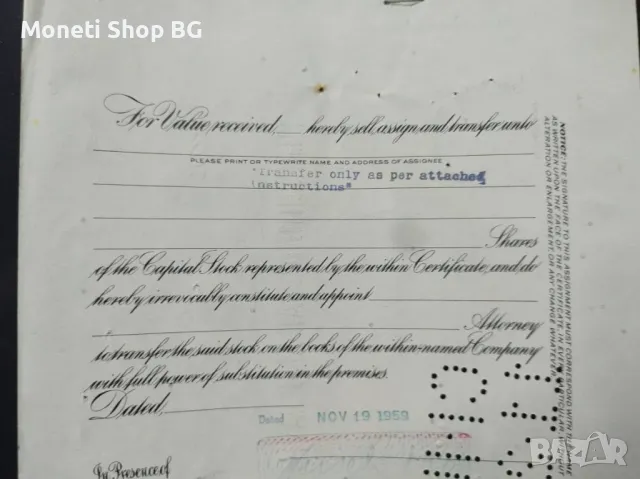 Moneti Shop BG
For Value received, hereby sell, assign and transfer unto
PLEASE PRINT OR TYPEWRITE NAME AND ADDRESS OF ASSIGNEE
"Transfer only as per attached
instructions"
Shares
of the Capital Stock represented by the within Certificate, and do
hereby irrevocably constitute and appoint
Attorney
to transfer the said stock on the books of the within-named Company
with full power of substitution in the premises.
Dated,
Dated NOV 19 1959
In Presence of
NOTICE: THE SIGNATURE TO THIS ASSIGNMENT MUST CORRESPOND WITH THE NAME
AS WRITTEN UPON THE FACE OF THE CERTIFICATE, IN EVERY PARTICULAR, WITHOUT
ALTERATION OR ENLARGEMENT, OR ANY CHANGE WHATEVER.
BAZAR